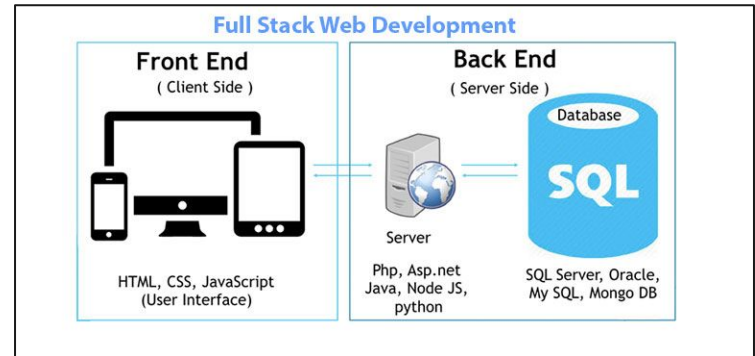 Full Stack Web Development
Front End
( Client Side )
HTML, CSS, JavaScript
(User Interface)
Back End
( Server Side )
Server
Php, Asp.net
Java, Node JS,
python
Database
SQL
SQL Server, Oracle,
My SQL, Mongo DB